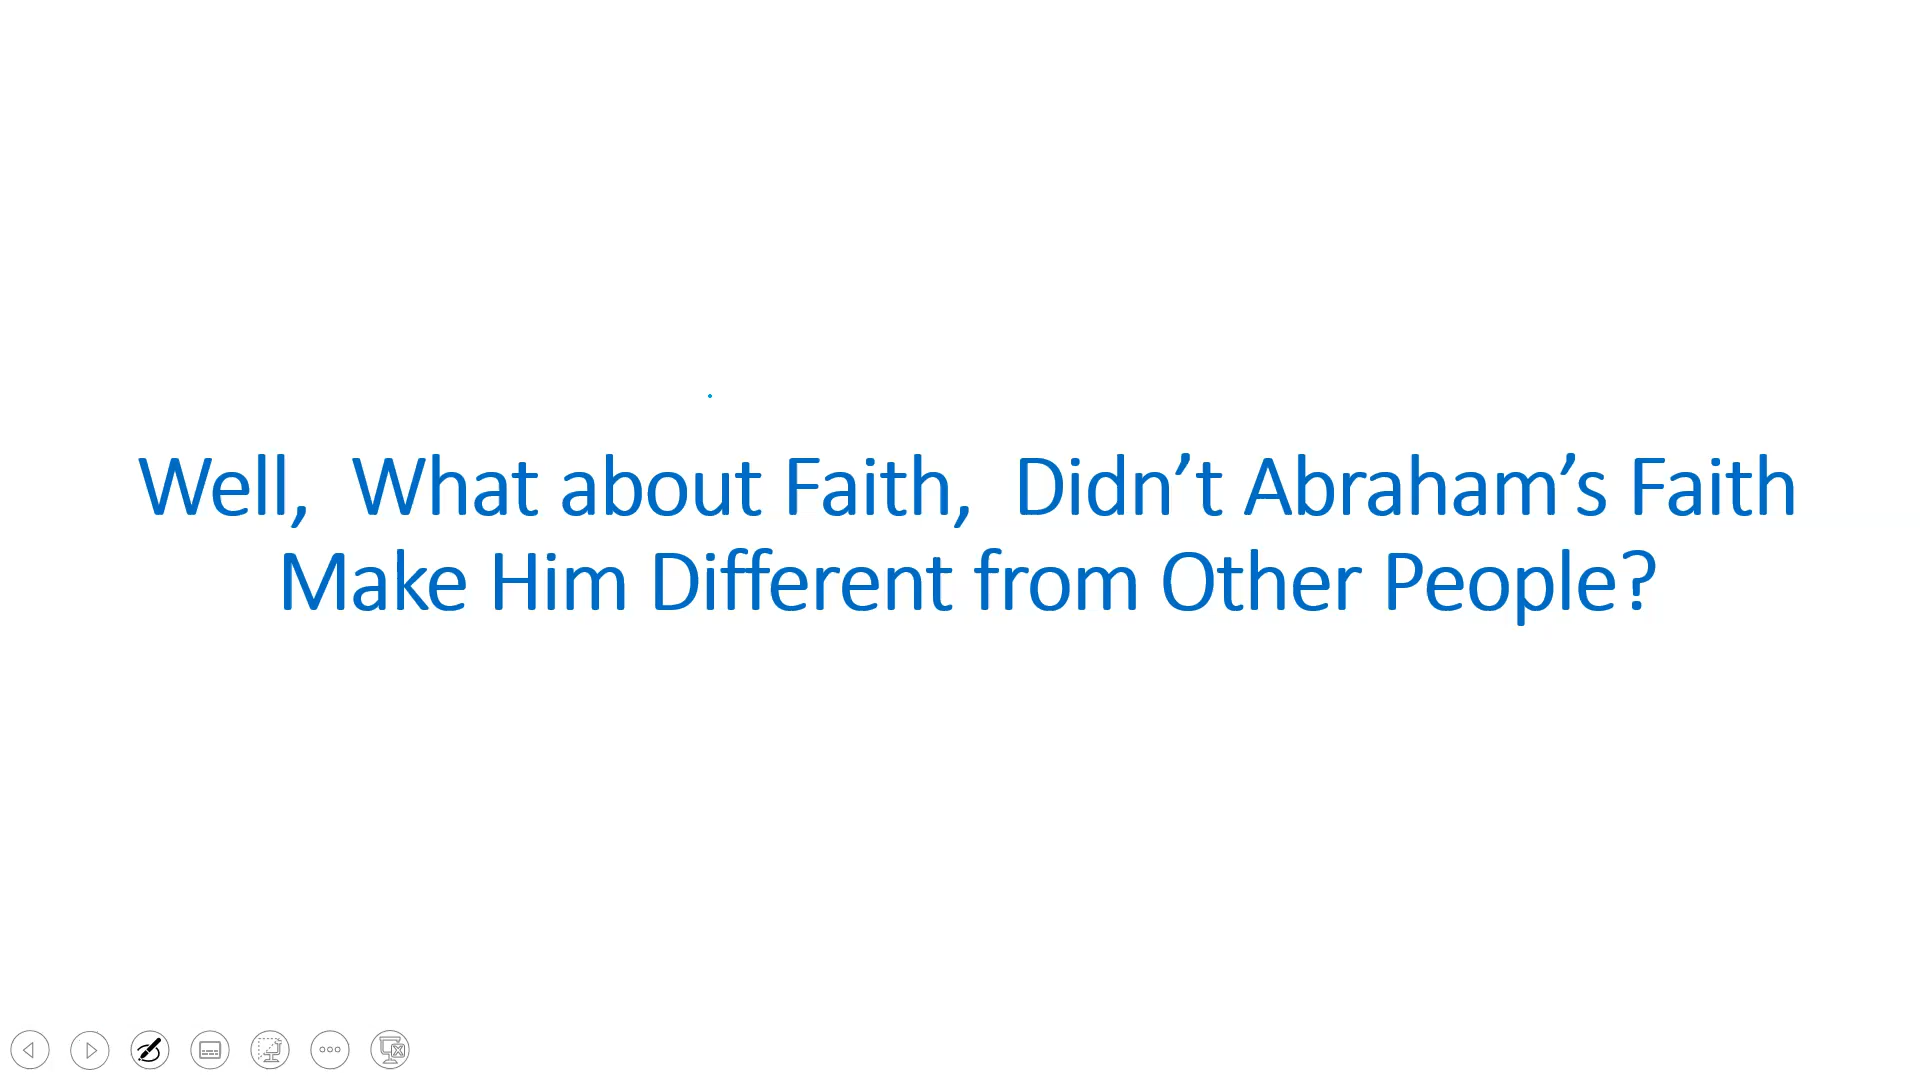 Well,  What about Faith,  Didn’t Abraham’s Faith
Make Him Different from Other People?